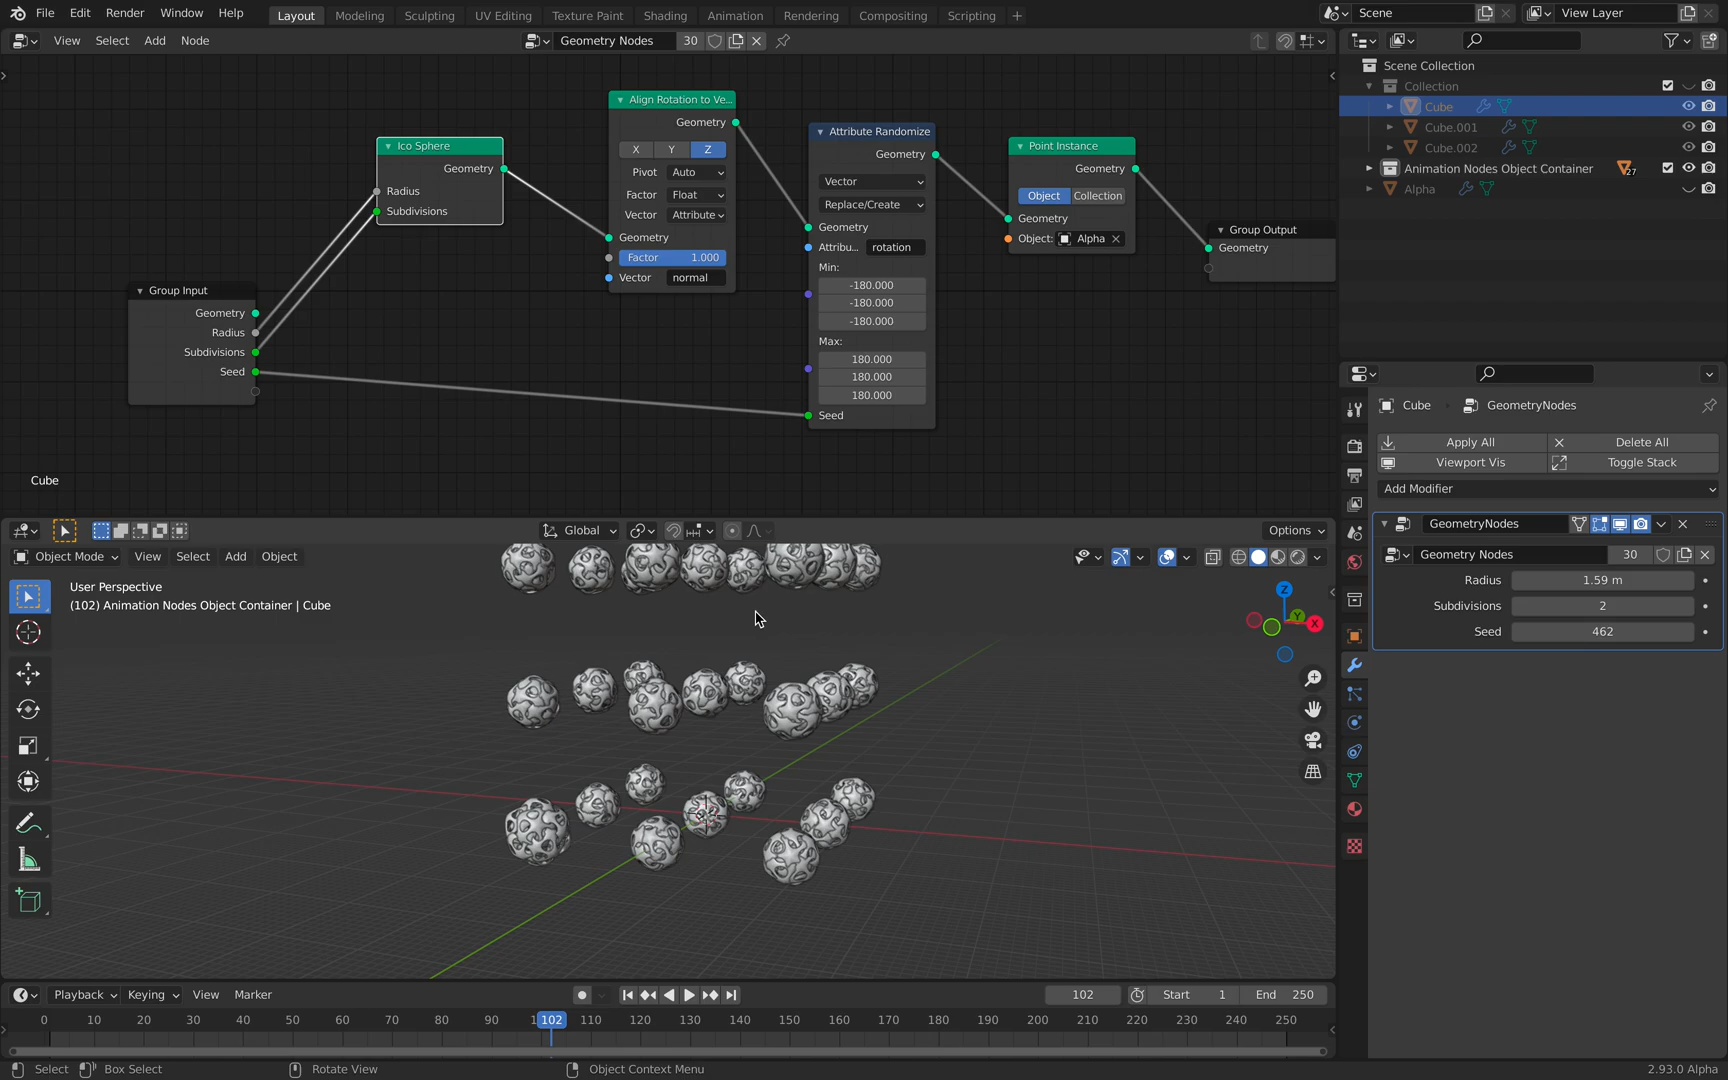 File Edit Render Window Help Layout Modeling Sculpting UV Editing Texture Paint Shading Animation Rendering Compositing Scripting + Scene View Layer
View Select Add Node Geometry Nodes 30
Scene Collection
Collection
Cube
Cube.001
Cube.002
Animation Nodes Object Container 27
Alpha
Align Rotation to Ve...
Geometry
X Y Z
Pivot Auto
Factor Float
Vector Attribute
Geometry
Factor 1.000
Vector normal
Ico Sphere
Geometry
Radius
Subdivisions
Attribute Randomize
Geometry
Vector
Replace/Create
Geometry
Attribu... rotation
Min:
-180.000
-180.000
-180.000
Max:
180.000
180.000
180.000
Seed
Point Instance
Geometry
Object Collection
Geometry
Object: Alpha
Group Output
Geometry
Group Input
Geometry
Radius
Subdivisions
Seed
Cube
Cube GeometryNodes
Apply All Delete All
Viewport Vis Toggle Stack
Add Modifier
GeometryNodes
Geometry Nodes 30
Radius 1.59 m
Subdivisions 2
Seed 462
Global Options
Object Mode View Select Add Object
User Perspective
(102) Animation Nodes Object Container | Cube
Z
Y
X
Playback Keying View Marker 102 Start 1 End 250
0 10 20 30 40 50 60 70 80 90 1 102 110 120 130 140 150 160 170 180 190 200 210 220 230 240 250
Select Box Select Rotate View Object Context Menu 2.93.0 Alpha